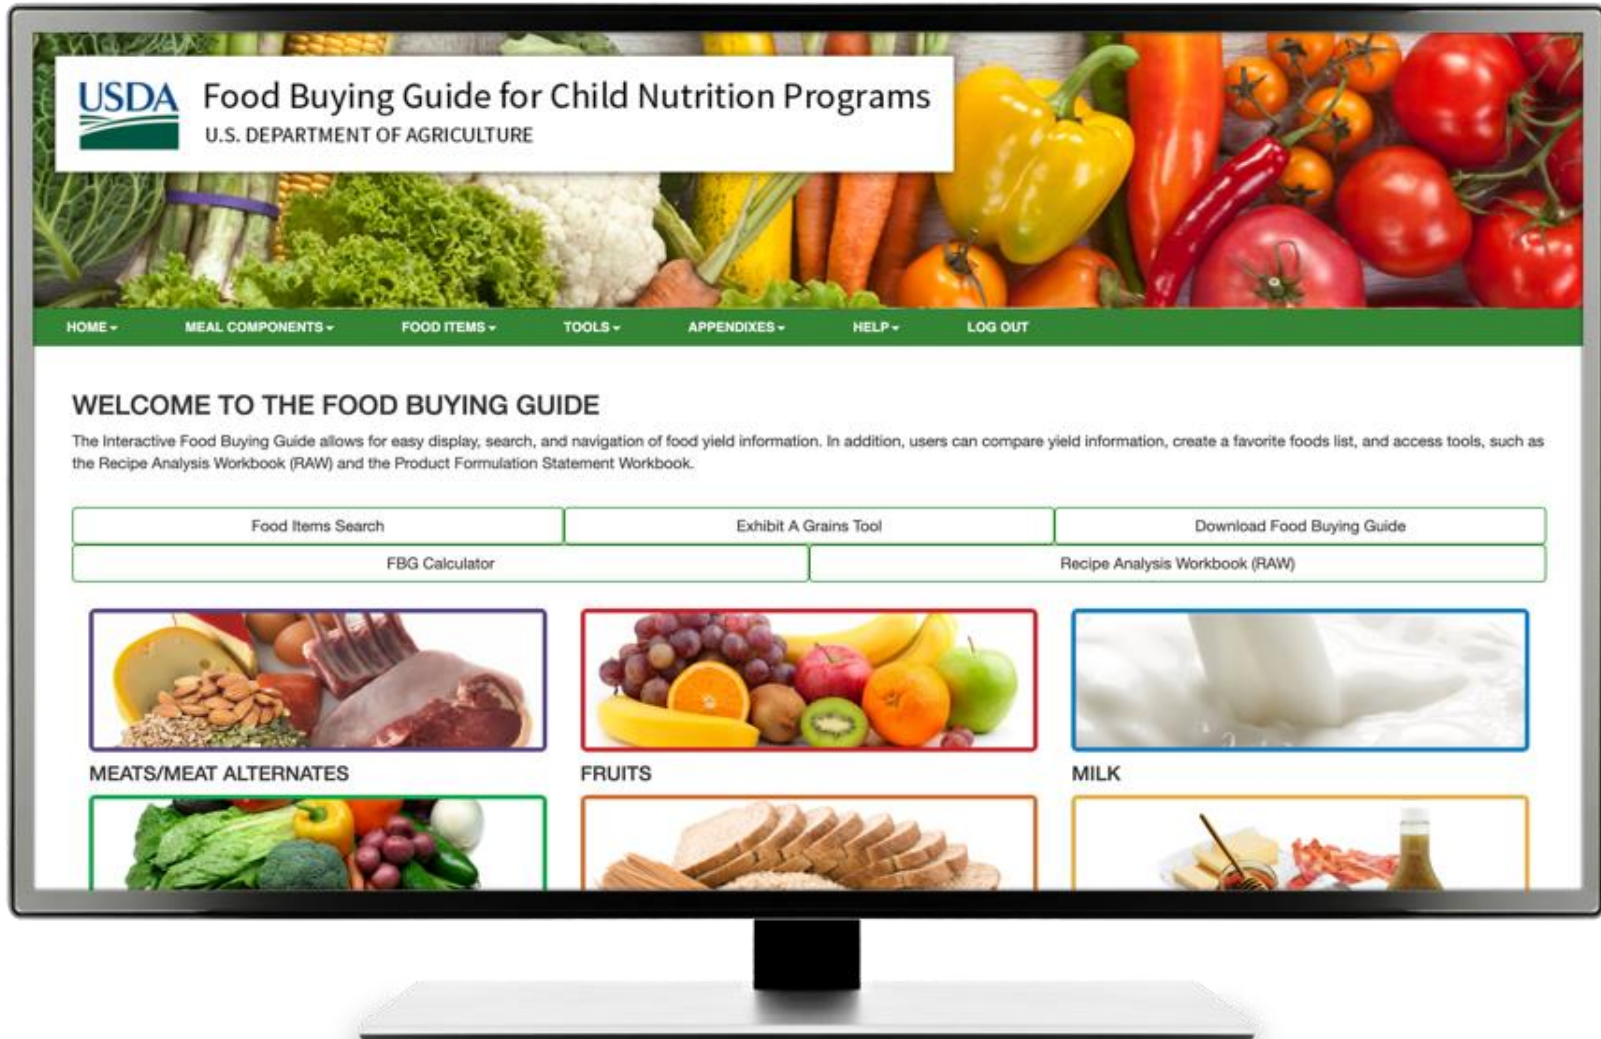 USDA
Food Buying Guide for Child Nutrition Programs
U.S. DEPARTMENT OF AGRICULTURE
HOME MEAL COMPONENTS FOOD ITEMS TOOLS APPENDIXES HELP LOG OUT
WELCOME TO THE FOOD BUYING GUIDE
The Interactive Food Buying Guide allows for easy display, search, and navigation of food yield information. In addition, users can compare yield information, create a favorite foods list, and access tools, such as
the Recipe Analysis Workbook (RAW) and the Product Formulation Statement Workbook.
Food Items Search Exhibit A Grains Tool Download Food Buying Guide
FBG Calculator Recipe Analysis Workbook (RAW)
MEATS/MEAT ALTERNATES FRUITS MILK